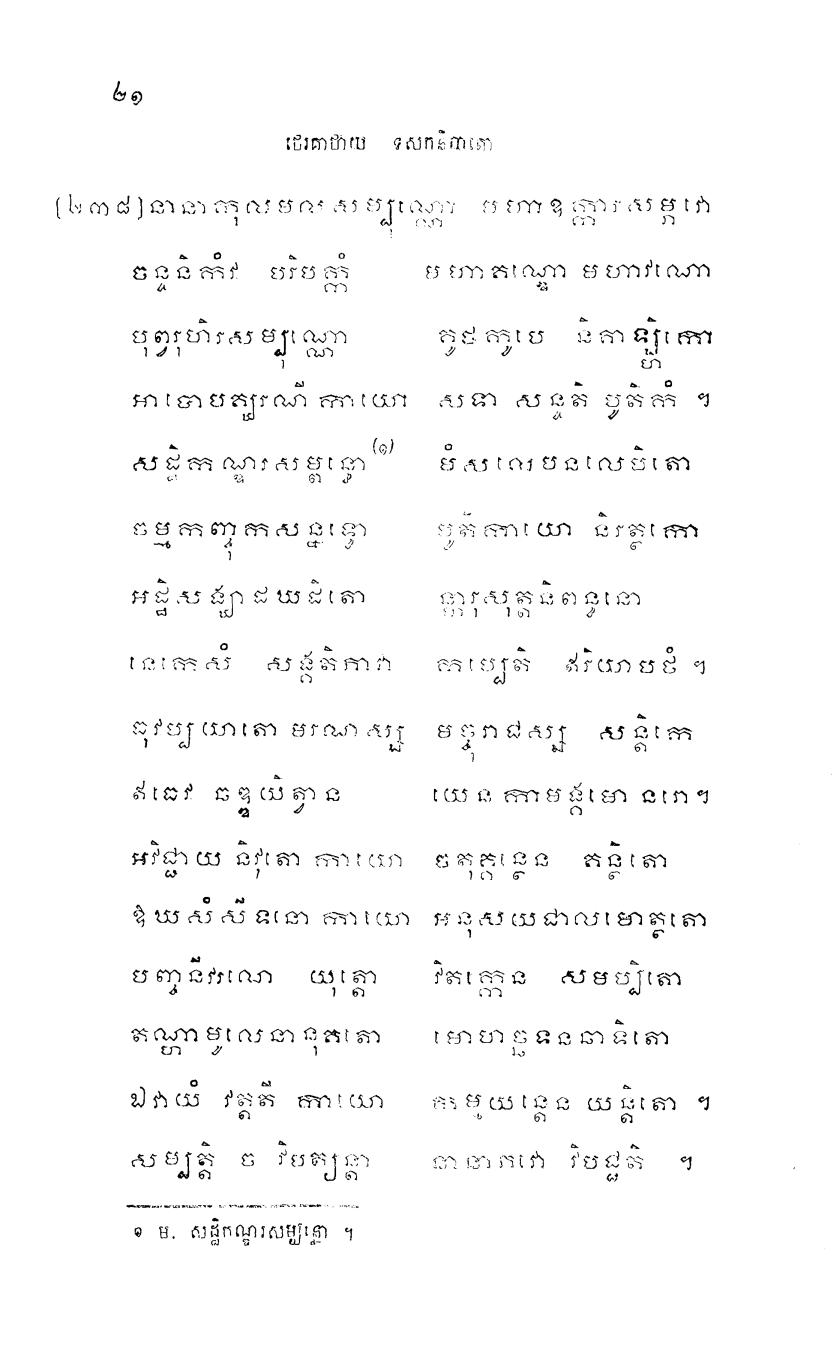 ២១
ថេរគាថាយ ទសកនិបាតោ
[២៣៨] នានាកុលមលសម្បុណ្ណោ មហាឧក្ការសម្ភវោ
ចន្ទនិកំវ បរិបក្កំ មហាគណ្ឌោ មហាវណោ
បុព្វរុហិរសម្បុណ្ណោ គូថកូបេ និគាឡ្ហិកោ
អាបោបគ្ឃរណី កាយោ សទា សន្ទតិ បូតិកំ ។
សដ្ឋិកណ្ឌរសម្ពន្ធោ(១) មំសលេបនលេបិតោ
ចម្មកញ្ចុកសន្នទ្ធោ បូតិកាយោ និរត្ថកោ
អដ្ឋិសង្ឃាដឃដិតោ ន្ហារុសុត្តនិពន្ធនោ
នេកេសំ សង្គតិភាវា កប្បេតិ ឥរិយាបថំ ។
ធុវប្បយាតោ មរណស្ស មច្ចុរាជស្ស សន្តិកេ
ឥធេវ ឆឌ្ឌយិត្វាន យេន កាមង្គមោ នរោ ។
អវិជ្ជាយ និវុតោ កាយោ ចតុគ្គន្ថេន គន្ថិតោ
ឱឃសំសីទនោ កាយោ អនុសយជាលមោត្ថតោ
បញ្ចនីវរណេ យុត្តោ វិតក្កេន សមប្បិតោ
តណ្ហាមូលេនានុគតោ មោហច្ឆទនឆាទិតោ
ឯវាយំ វត្តតី កាយោ កម្មយន្តេន យន្តិតោ ។
សម្បត្តិ ច វិបត្យន្តា នានាភវោ វិបជ្ជតិ ។
១ ម. សដ្ឋិកណ្ឌរសម្បន្ធោ ។